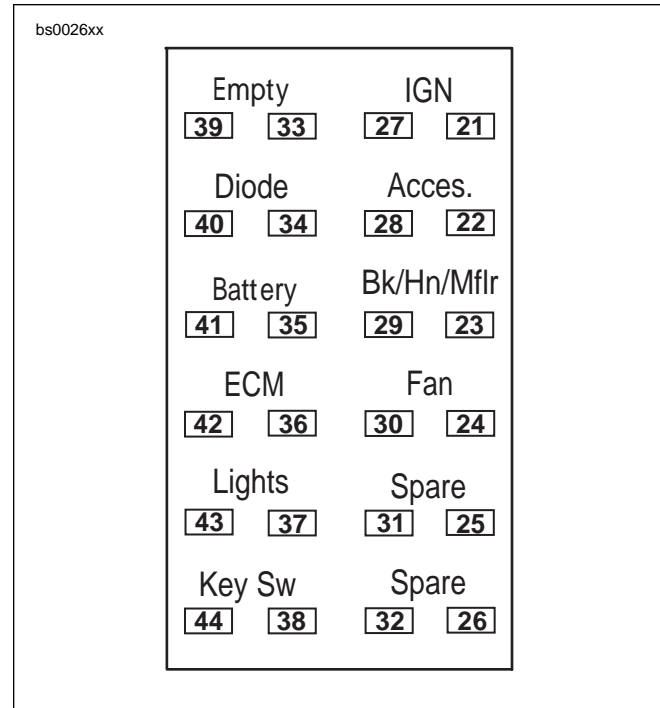 bs0026xx
Empty IGN
39 33 27 21
Diode Acces.
40 34 28 22
Battery Bk/Hn/Mflr
41 35 29 23
ECM Fan
42 36 30 24
Lights Spare
43 37 31 25
Key Sw Spare
44 38 32 26